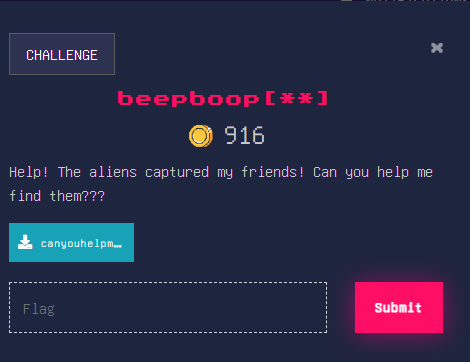 CHALLENGE
beepboop[**]
916
Help! The aliens captured my friends! Can you help me
find them???
canyouhelpm…
Flag
Submit